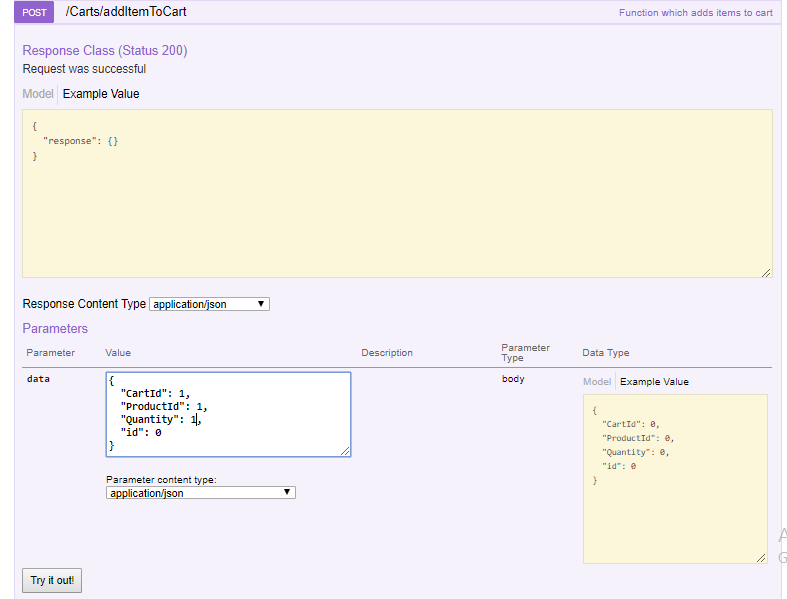 POST /Carts/addItemToCart Function which adds items to cart
Response Class (Status 200)
Request was successful
Model Example Value
{
"response": {}
}
Response Content Type application/json
Parameters
Parameter Value Description Parameter Type Data Type
data
{
"CartId": 1,
"ProductId": 1,
"Quantity": 1,
"id": 0
}
Parameter content type:
application/json
body
Model Example Value
{
"CartId": 0,
"ProductId": 0,
"Quantity": 0,
"id": 0
}
Try it out!